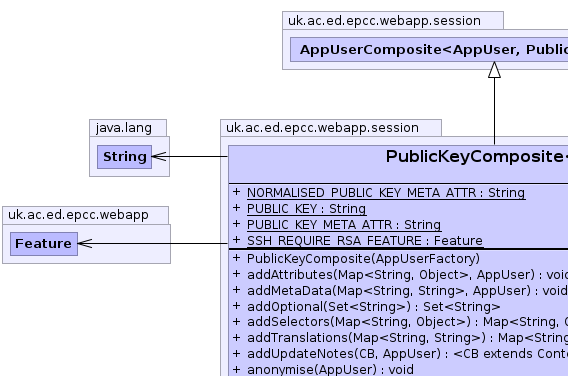 uk.ac.ed.epcc.webapp.session
AppUserComposite<AppUser, Public
java.lang
String
uk.ac.ed.epcc.webapp.session
PublicKeyComposite<
uk.ac.ed.epcc.webapp
Feature
+ NORMALISED_PUBLIC_KEY_META_ATTR : String
+ PUBLIC_KEY : String
+ PUBLIC_KEY_META_ATTR : String
+ SSH_REQUIRE_RSA_FEATURE : Feature
+ PublicKeyComposite(AppUserFactory)
+ addAttributes(Map<String, Object>, AppUser) : void
+ addMetaData(Map<String, String>, AppUser) : void
+ addOptional(Set<String>) : Set<String>
+ addSelectors(Map<String, Object>) : Map<String, O
+ addTranslations(Map<String, String>) : Map<String
+ addUpdateNotes(CB, AppUser) : <CB extends Conte
+ anonymise(AppUser) : void